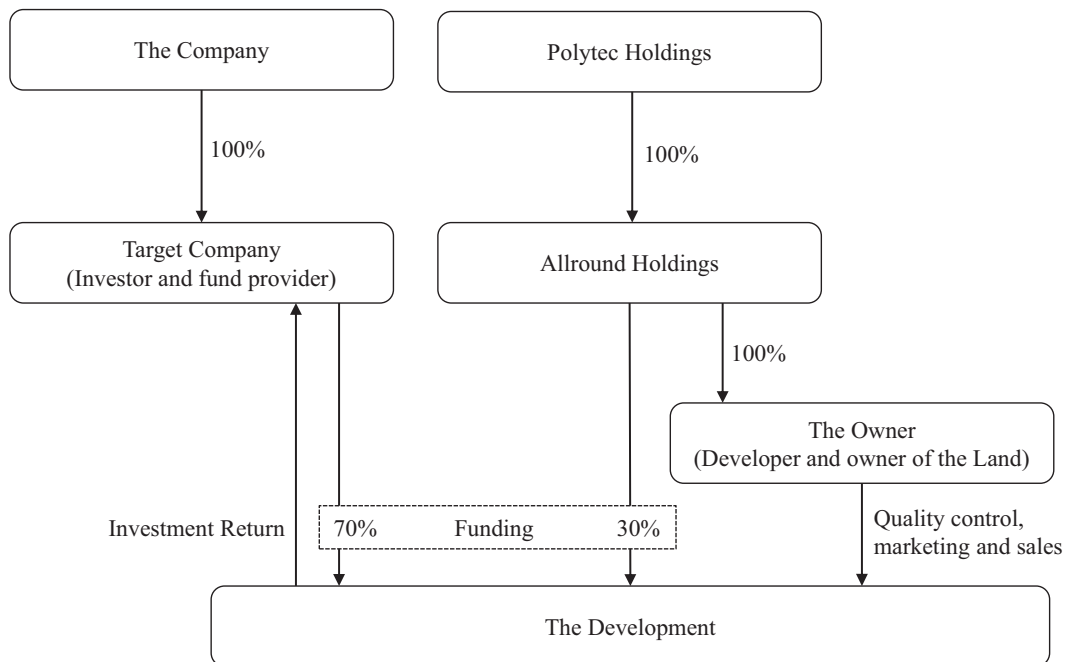 The Company
Polytec Holdings
100%
100%
Target Company
(Investor and fund provider)
Allround Holdings
100%
The Owner
(Developer and owner of the Land)
Investment Return
70%
Funding
30%
Quality control,
marketing and sales
The Development